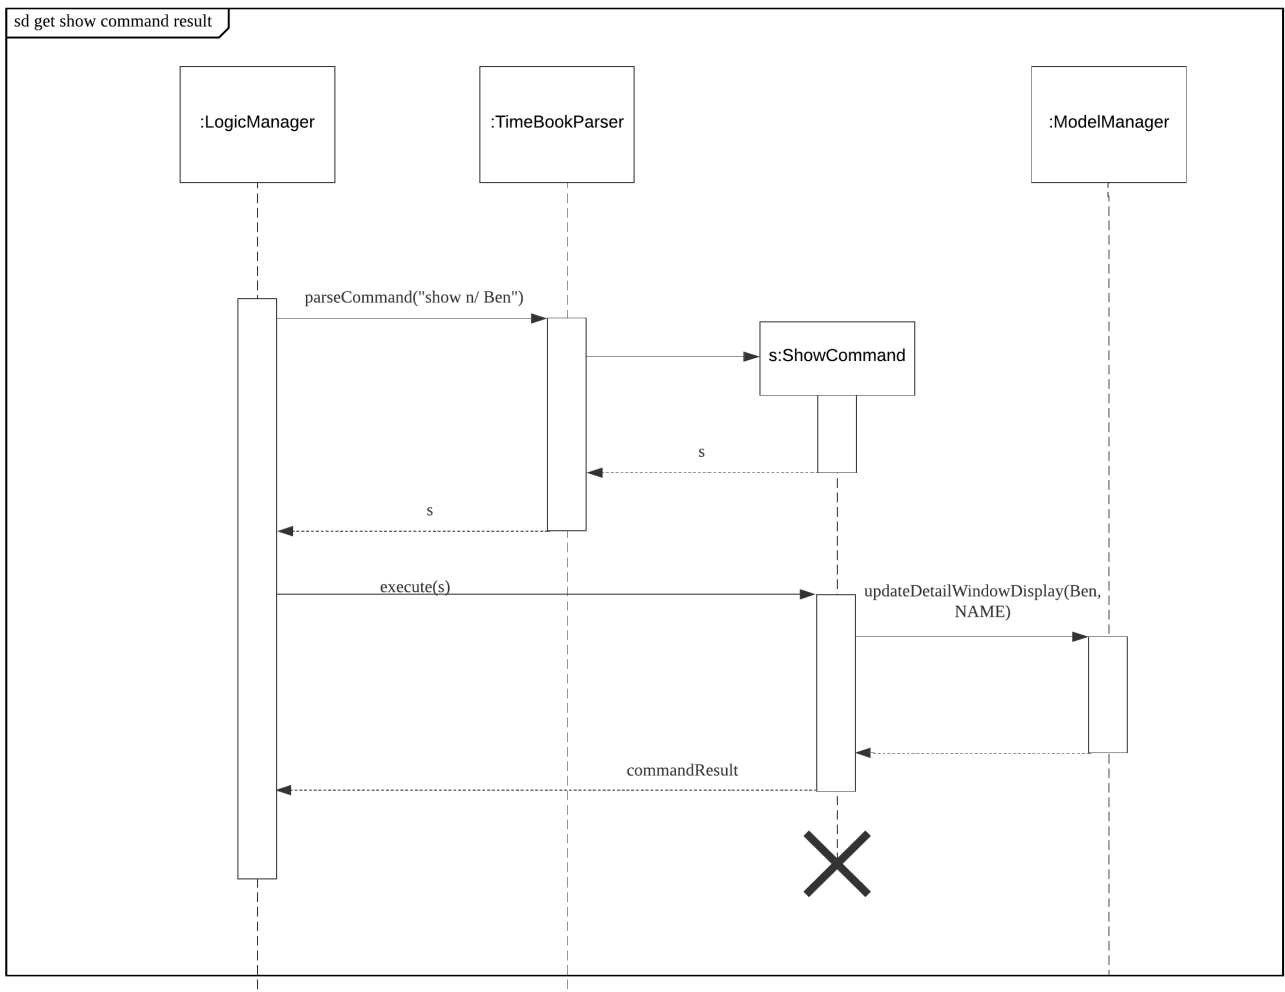 sd get show command result
:LogicManager
:TimeBookParser
:ModelManager
parseCommand("show n/ Ben")
s:ShowCommand
s
s
execute(s)
updateDetailWindowDisplay(Ben,
NAME)
commandResult